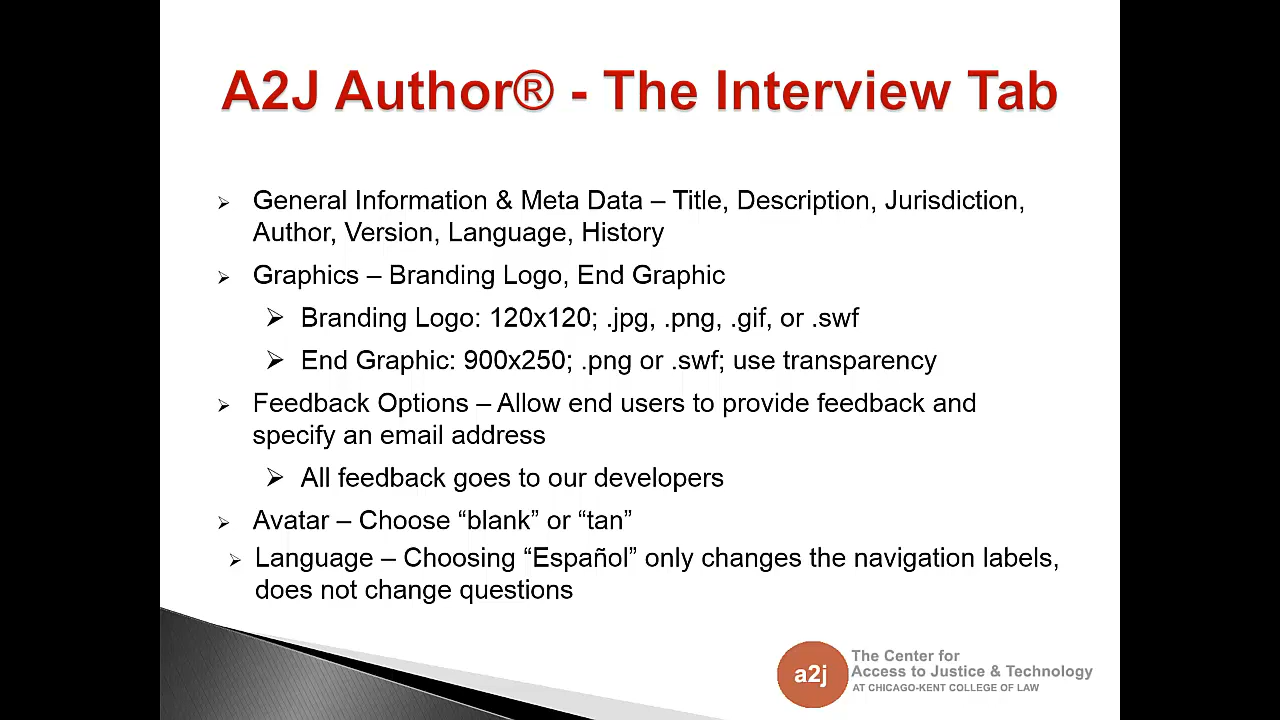 A2J Author® - The Interview Tab
General Information & Meta Data – Title, Description, Jurisdiction,
Author, Version, Language, History
Graphics – Branding Logo, End Graphic
Branding Logo: 120x120; .jpg, .png, .gif, or .swf
End Graphic: 900x250; .png or .swf; use transparency
Feedback Options – Allow end users to provide feedback and
specify an email address
All feedback goes to our developers
Avatar – Choose “blank” or “tan”
Language – Choosing “Español” only changes the navigation labels,
does not change questions
a2j
The Center for
Access to Justice & Technology
AT CHICAGO-KENT COLLEGE OF LAW